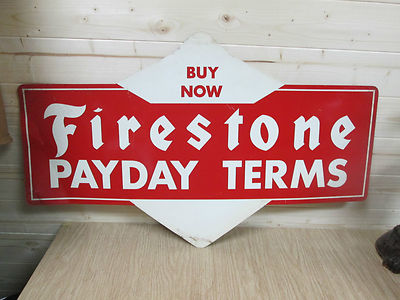 BUY
NOW
Firestone
PAYDAY TERMS